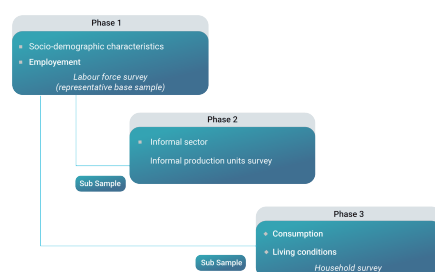 Phase 1
Socio-demographic characteristics
Employement
Labour force survey
(representative base sample)
Phase 2
Informal sector
Informal production units survey
Sub Sample
Phase 3
Consumption
Living conditions
Sub Sample
Household survey